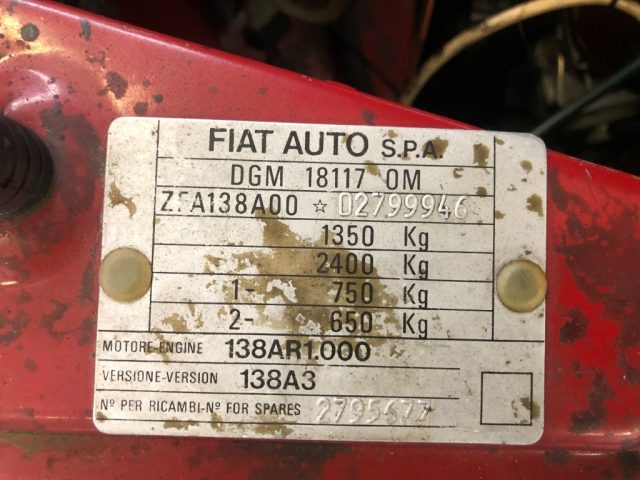 FIAT AUTO S.P.A.
DGM 18117 OM
ZFA138A00 ☆ 02799946
1350 Kg
2400 Kg
1- 750 Kg
2- 650 Kg
MOTORE-ENGINE 138AR1.000
VERSIONE-VERSION 138A3
Nº PER RICAMBI-Nº FOR SPARES 2795677